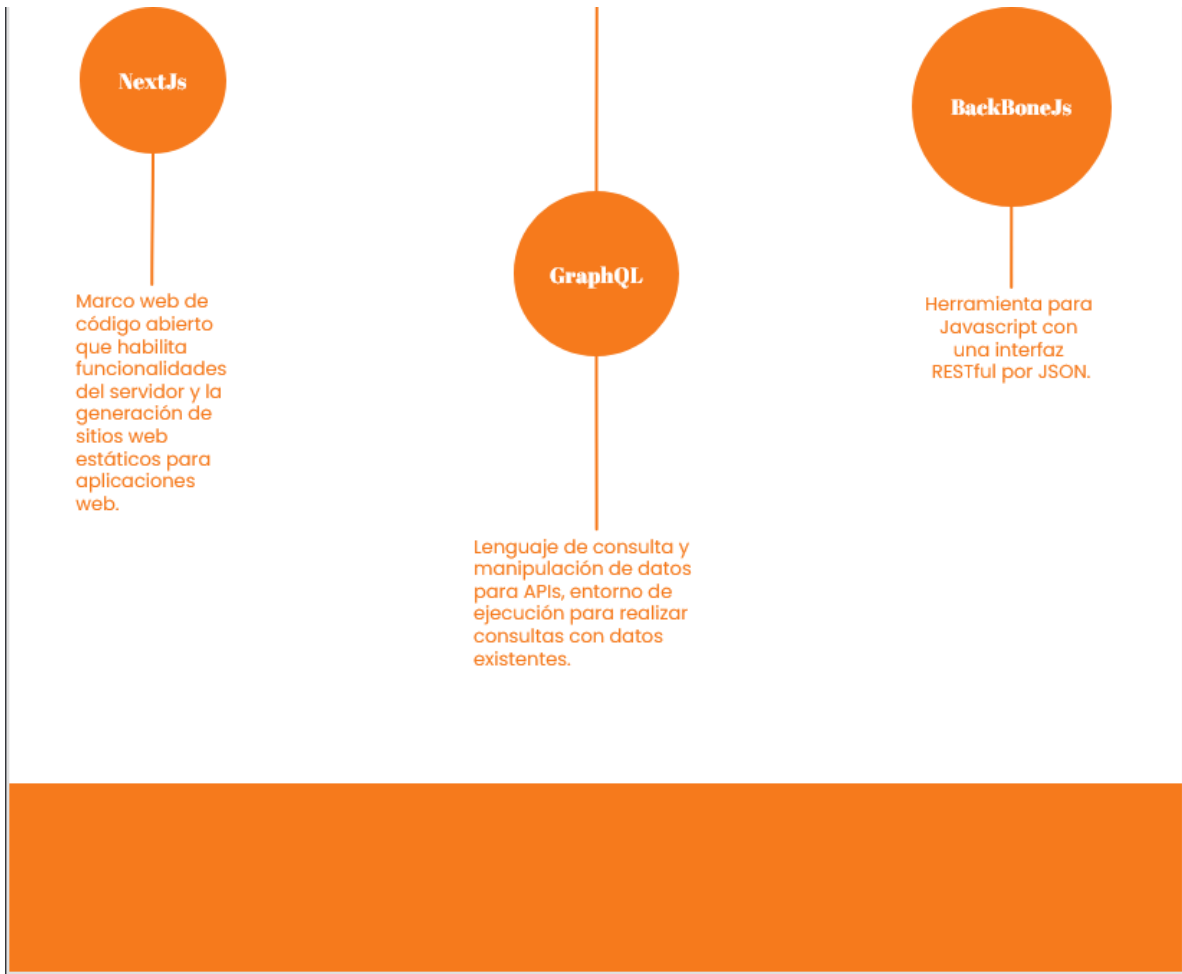 NextJs
Marco web de
código abierto
que habilita
funcionalidades
del servidor y la
generación de
sitios web
estáticos para
aplicaciones
web.
GraphQL
Lenguaje de consulta y
manipulación de datos
para APIs, entorno de
ejecución para realizar
consultas con datos
existentes.
BackBoneJs
Herramienta para
Javascript con
una interfaz
RESTful por JSON.